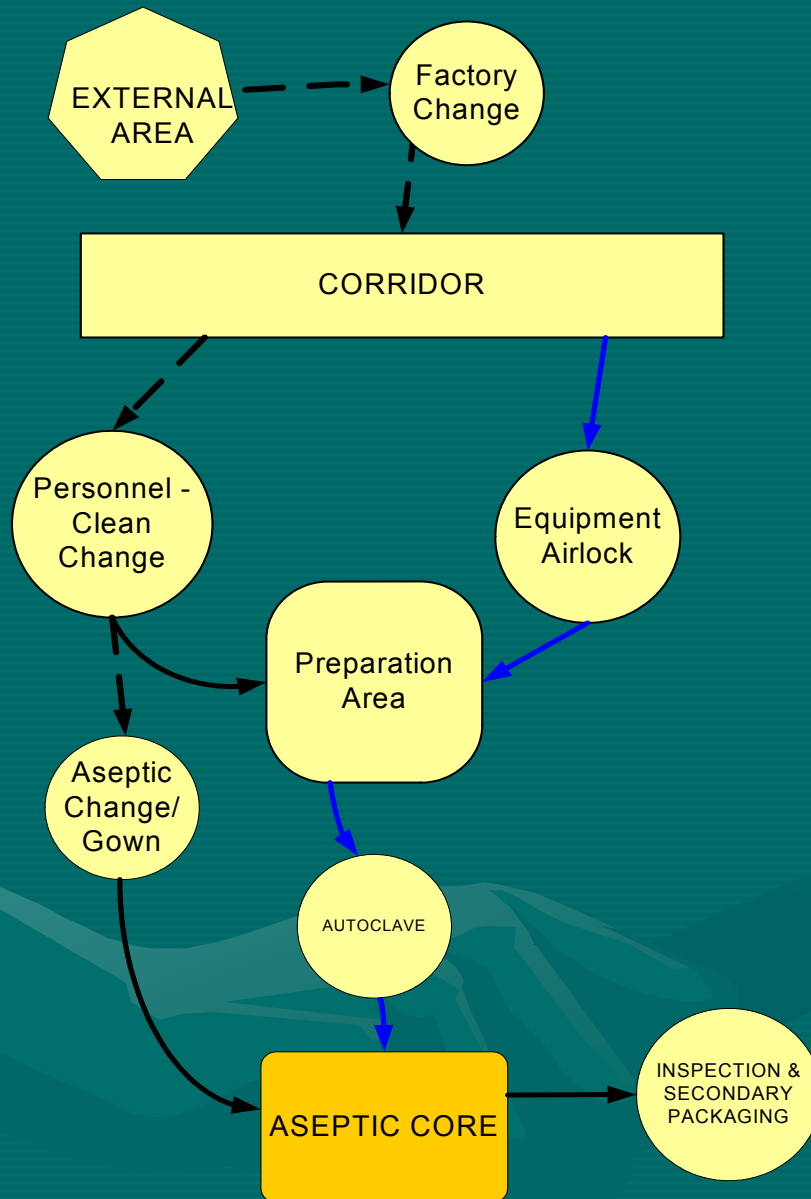 EXTERNAL
AREA
Factory
Change
CORRIDOR
Personnel -
Clean
Change
Equipment
Airlock
Preparation
Area
Aseptic
Change/
Gown
AUTOCLAVE
ASEPTIC CORE
INSPECTION &
SECONDARY
PACKAGING